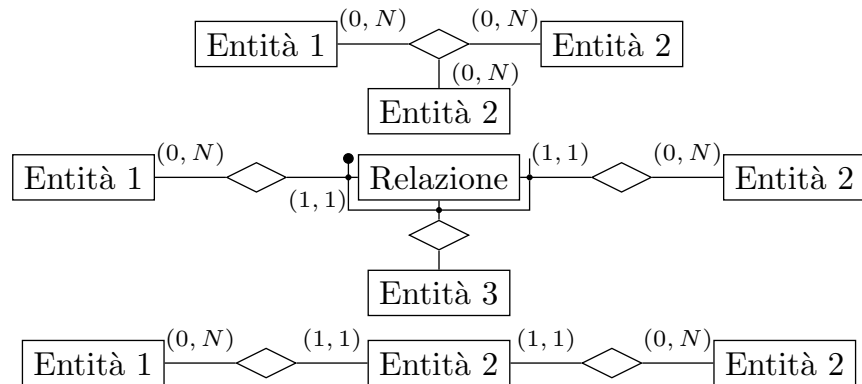 (0, N) (0, N)
Entità 1 Entità 2
(0, N)
Entità 2
(0, N) (1, 1) (0, N)
Entità 1 Relazione Entità 2
(1, 1)
Entità 3
(0, N) (1, 1) (1, 1) (0, N)
Entità 1 Entità 2 Entità 2